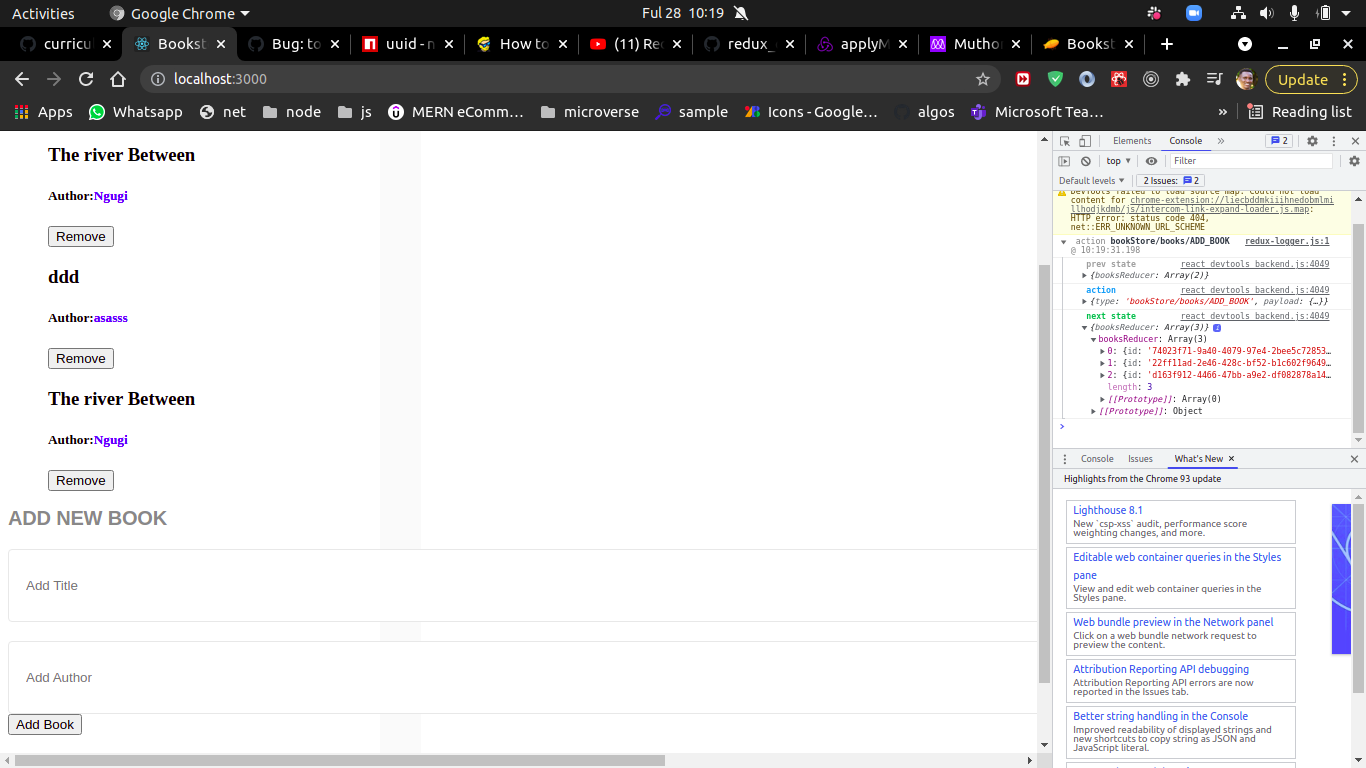 Activities Google Chrome Ful 28 10:19
curricul Bookst Bug: to uuid - n How to (11) Re redux_ applyM Muthor Bookst
localhost:3000 Update
Apps Whatsapp net node js MERN eComm… microverse sample Icons - Google… algos Microsoft Tea… » Reading list
The river Between
Author:Ngugi
Remove
ddd
Author:asasss
Remove
The river Between
Author:Ngugi
Remove
ADD NEW BOOK
Add Title
Add Author
Add Book
Elements Console » 2
top Filter
Default levels 2 Issues: 2
DevTools failed to load source map: Could not load
content for chrome-extension://liecbddmkiiihnedobmlmi
llhodjkdmb/js/intercom-link-expand-loader.js.map:
HTTP error: status code 404,
net::ERR_UNKNOWN_URL_SCHEME
action bookStore/books/ADD_BOOK redux-logger.js:1
@ 10:19:31.198
prev state react_devtools_backend.js:4049
{booksReducer: Array(2)}
action react_devtools_backend.js:4049
{type: 'bookStore/books/ADD_BOOK', payload: {…}}
next state react_devtools_backend.js:4049
{booksReducer: Array(3)} i
booksReducer: Array(3)
0: {id: '74023f71-9a40-4079-97e4-2bee5c72853…
1: {id: '22ff11ad-2e46-428c-bf52-b1c602f9649…
2: {id: 'd163f912-4466-47bb-a9e2-df082878a14…
length: 3
[[Prototype]]: Array(0)
[[Prototype]]: Object
Console Issues What's New
Highlights from the Chrome 93 update
Lighthouse 8.1
New `csp-xss` audit, performance score
weighting changes, and more.
Editable web container queries in the Styles
pane
View and edit web container queries in the
Styles pane.
Web bundle preview in the Network panel
Click on a web bundle network request to
preview the content.
Attribution Reporting API debugging
Attribution Reporting API errors are now
reported in the Issues tab.
Better string handling in the Console
Improved readability of displayed strings and
new shortcuts to copy string as JSON and
JavaScript literal.